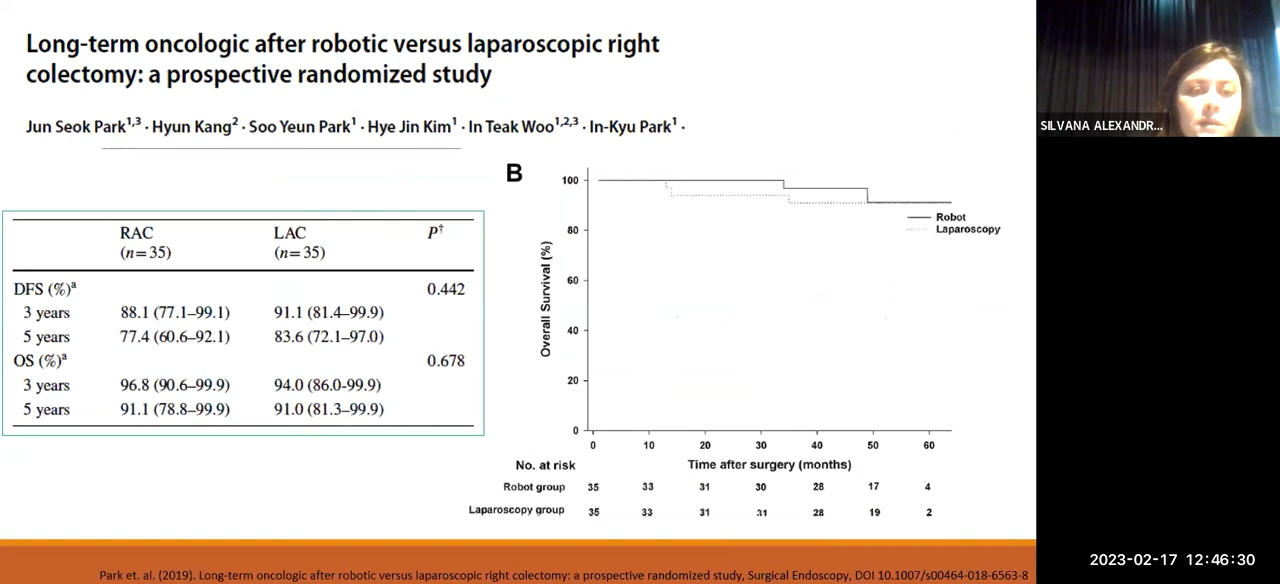 Long-term oncologic after robotic versus laparoscopic right
colectomy: a prospective randomized study
Jun Seok Park1,3 · Hyun Kang2 · Soo Yeun Park1 · Hye Jin Kim1 · In Teak Woo1,2,3 · In-Kyu Park1 ·
SILVANA ALEXANDR...
RAC LAC P†
(n=35) (n=35)
DFS (%)a 0.442
3 years 88.1 (77.1–99.1) 91.1 (81.4–99.9)
5 years 77.4 (60.6–92.1) 83.6 (72.1–97.0)
OS (%)a 0.678
3 years 96.8 (90.6–99.9) 94.0 (86.0-99.9)
5 years 91.1 (78.8–99.9) 91.0 (81.3–99.9)
B
Overall Survival (%)
100
80
60
40
20
0
Robot
Laparoscopy
0 10 20 30 40 50 60
Time after surgery (months)
No. at risk
Robot group 35 33 31 30 28 17 4
Laparoscopy group 35 33 31 31 28 19 2
Park et. al. (2019). Long-term oncologic after robotic versus laparoscopic right colectomy: a prospective randomized study, Surgical Endoscopy, DOI 10.1007/s00464-018-6563-8
2023-02-17 12:46:30